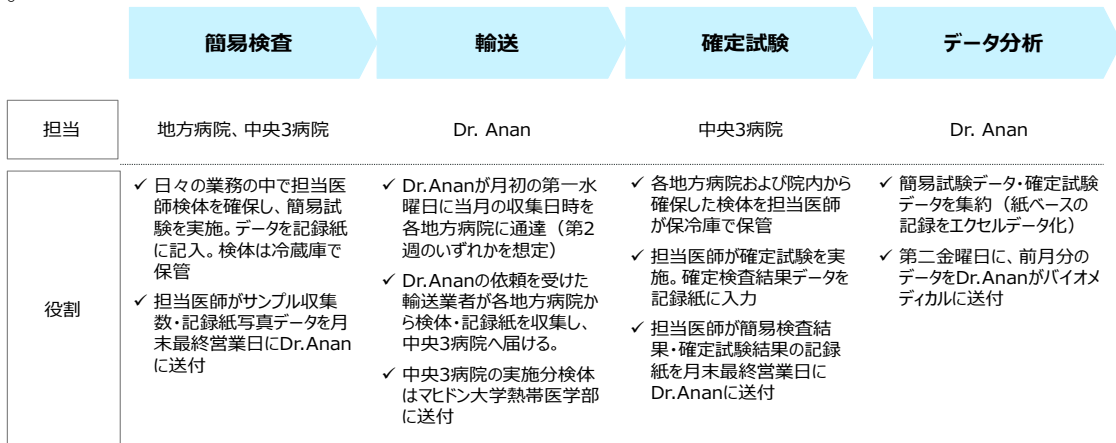 。
簡易検査
輸送
確定試験
データ分析
担当
地方病院、中央3病院
Dr. Anan
中央3病院
Dr. Anan
役割
✓ 日々の業務の中で担当医
師検体を確保し、簡易試
験を実施。データを記録紙
に記入。検体は冷蔵庫で
保管
✓ 担当医師がサンプル収集
数・記録紙写真データを月
末最終営業日にDr.Anan
に送付
✓ Dr.Ananが月初の第一水
曜日に当月の収集日時を
各地方病院に通達（第2
週のいずれかを想定）
✓ Dr.Ananの依頼を受けた
輸送業者が各地方病院か
ら検体・記録紙を収集し、
中央3病院へ届ける。
✓ 中央3病院の実施分検体
はマヒドン大学熱帯医学部
に送付
✓ 各地方病院および院内から
確保した検体を担当医師
が保冷庫で保管
✓ 担当医師が確定試験を実
施。確定検査結果データを
記録紙に入力
✓ 担当医師が簡易検査結
果・確定試験結果の記録
紙を月末最終営業日に
Dr.Ananに送付
✓ 簡易試験データ・確定試験
データを集約（紙ベースの
記録をエクセルデータ化）
✓ 第二金曜日に、前月分の
データをDr.Ananがバイオメ
ディカルに送付